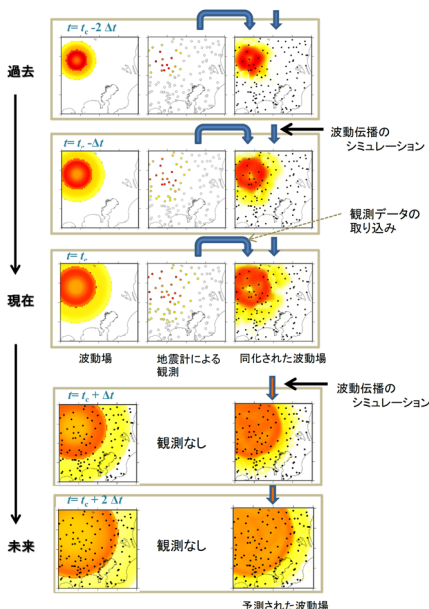 t= tc -2Δt
過去
t= tc -Δt
波動伝播の
シミュレーション
観測データの
取り込み
t= tc
現在
波動場
地震計による
観測
同化された波動場
波動伝播の
シミュレーション
t= tc + Δt
観測なし
t= tc + 2 Δt
観測なし
未来
予測された波動場